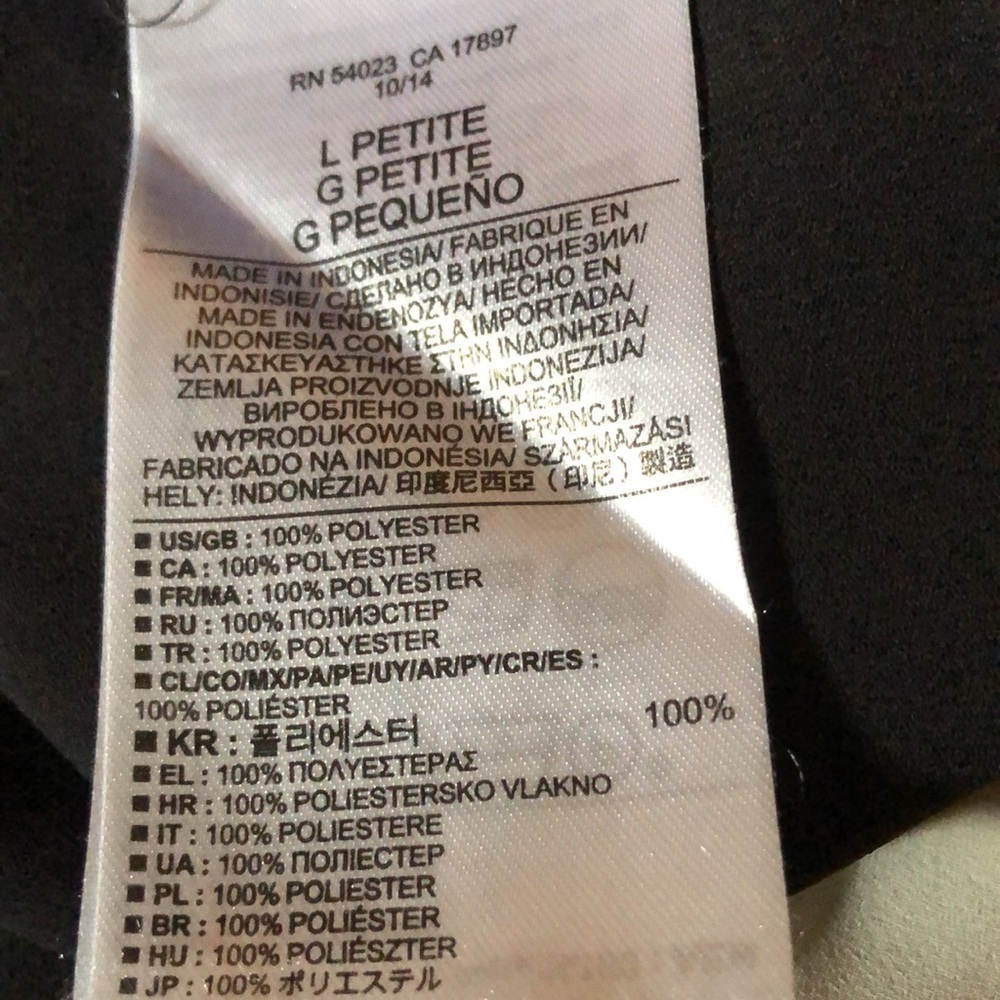 RN 54023 CA 17897
10/14
L PETITE
G PETITE
G PEQUEÑO
MADE IN INDONESIA/ FABRIQUE EN
INDONISIE/ СДЕЛАНО В ИНДОНЕЗИИ/
MADE IN ENDENOZYA/ HECHO EN
INDONESIA CON TELA IMPORTADA/
ΚΑΤΑΣΚΕΥΑΣΤΗΚΕ ΣΤΗΝ ΙΝΔΟΝΗΣΙΑ/
ZEMLJA PROIZVODNJE INDONEZIJA/
ВИРОБЛЕНО В ІНДОНЕЗІЇ/
WYPRODUKOWANO WE FRANCJI/
FABRICADO NA INDONÉSIA/ SZÁRMAZÁSI
HELY: INDONÉZIA/ 印度尼西亞（印尼）製造
■ US/GB : 100% POLYESTER
■ CA : 100% POLYESTER
■ FR/MA : 100% POLYESTER
■ RU : 100% ПОЛИЭСТЕР
■ TR : 100% POLYESTER
■ CL/CO/MX/PA/PE/UY/AR/PY/CR/ES :
100% POLIÉSTER
■ KR : 폴리에스터 100%
■ EL : 100% ΠΟΛΥΕΣΤΕΡΑΣ
■ HR : 100% POLIESTERSKO VLAKNO
■ IT : 100% POLIESTERE
■ UA : 100% ПОЛІЕСТЕР
■ PL : 100% POLIESTER
■ BR : 100% POLIÉSTER
■ HU : 100% POLIÉSZTER
■ JP : 100% ポリエステル